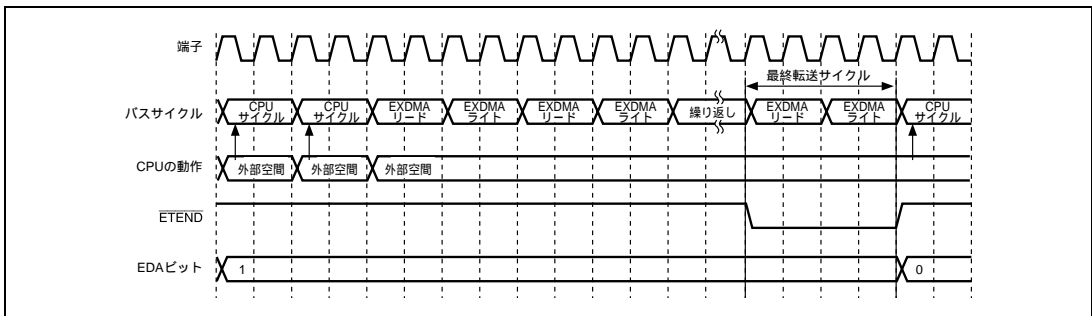 端子
最終転送サイクル
バスサイクル
CPU
サイクル
CPU
サイクル
EXDMA
リード
EXDMA
ライト
EXDMA
リード
EXDMA
ライト
繰り返し
EXDMA
リード
EXDMA
ライト
CPU
サイクル
CPUの動作
外部空間
外部空間
外部空間
ETEND
EDAビット
1
0